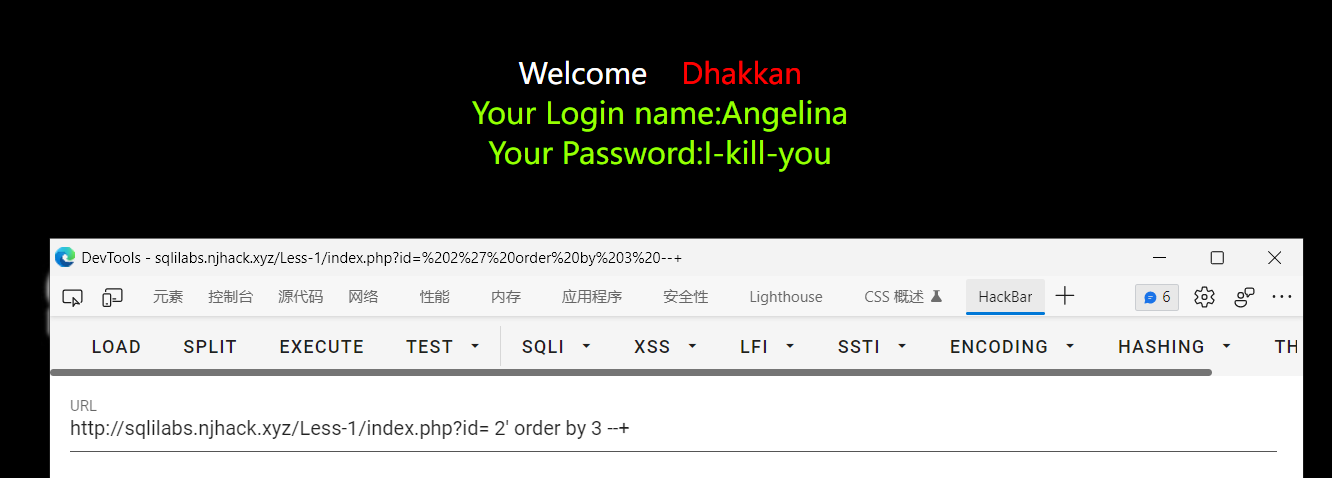 Welcome Dhakkan
Your Login name:Angelina
Your Password:I-kill-you
DevTools - sqlilabs.njhack.xyz/Less-1/index.php?id=%202%27%20order%20by%203%20--+
元素 控制台 源代码 网络 性能 内存 应用程序 安全性 Lighthouse CSS 概述 HackBar 6
LOAD SPLIT EXECUTE TEST SQLI XSS LFI SSTI ENCODING HASHING TH
URL
http://sqlilabs.njhack.xyz/Less-1/index.php?id= 2' order by 3 --+